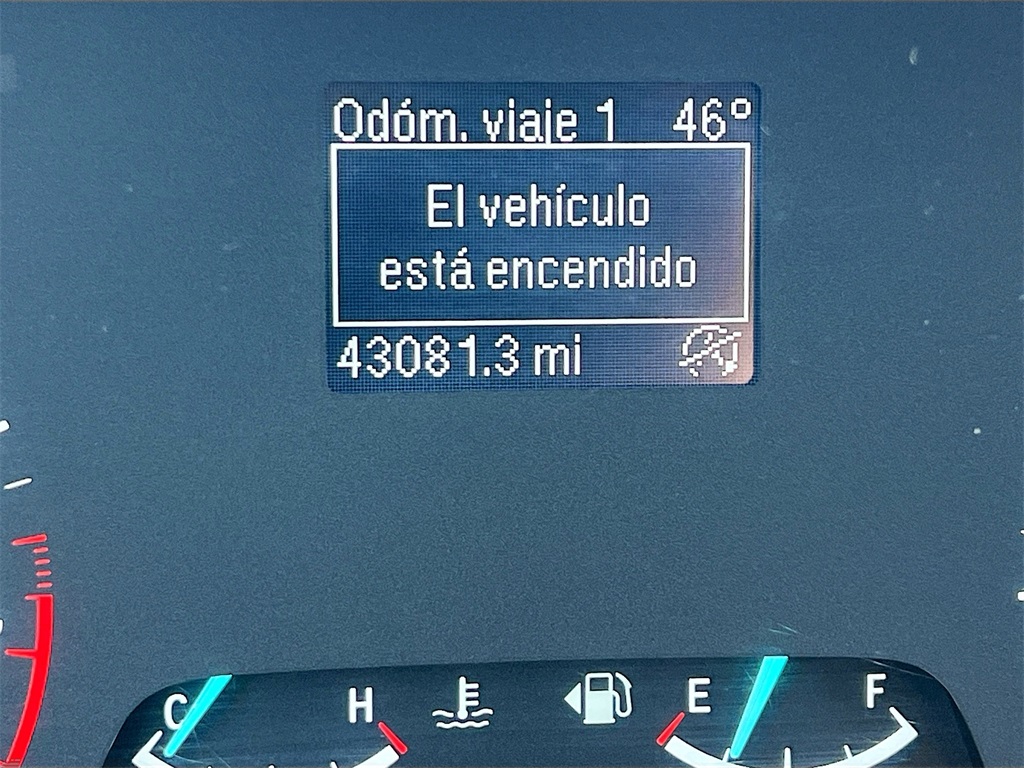 Odóm. viaje 1 46°
El vehículo
está encendido
43081.3 mi
C H E F